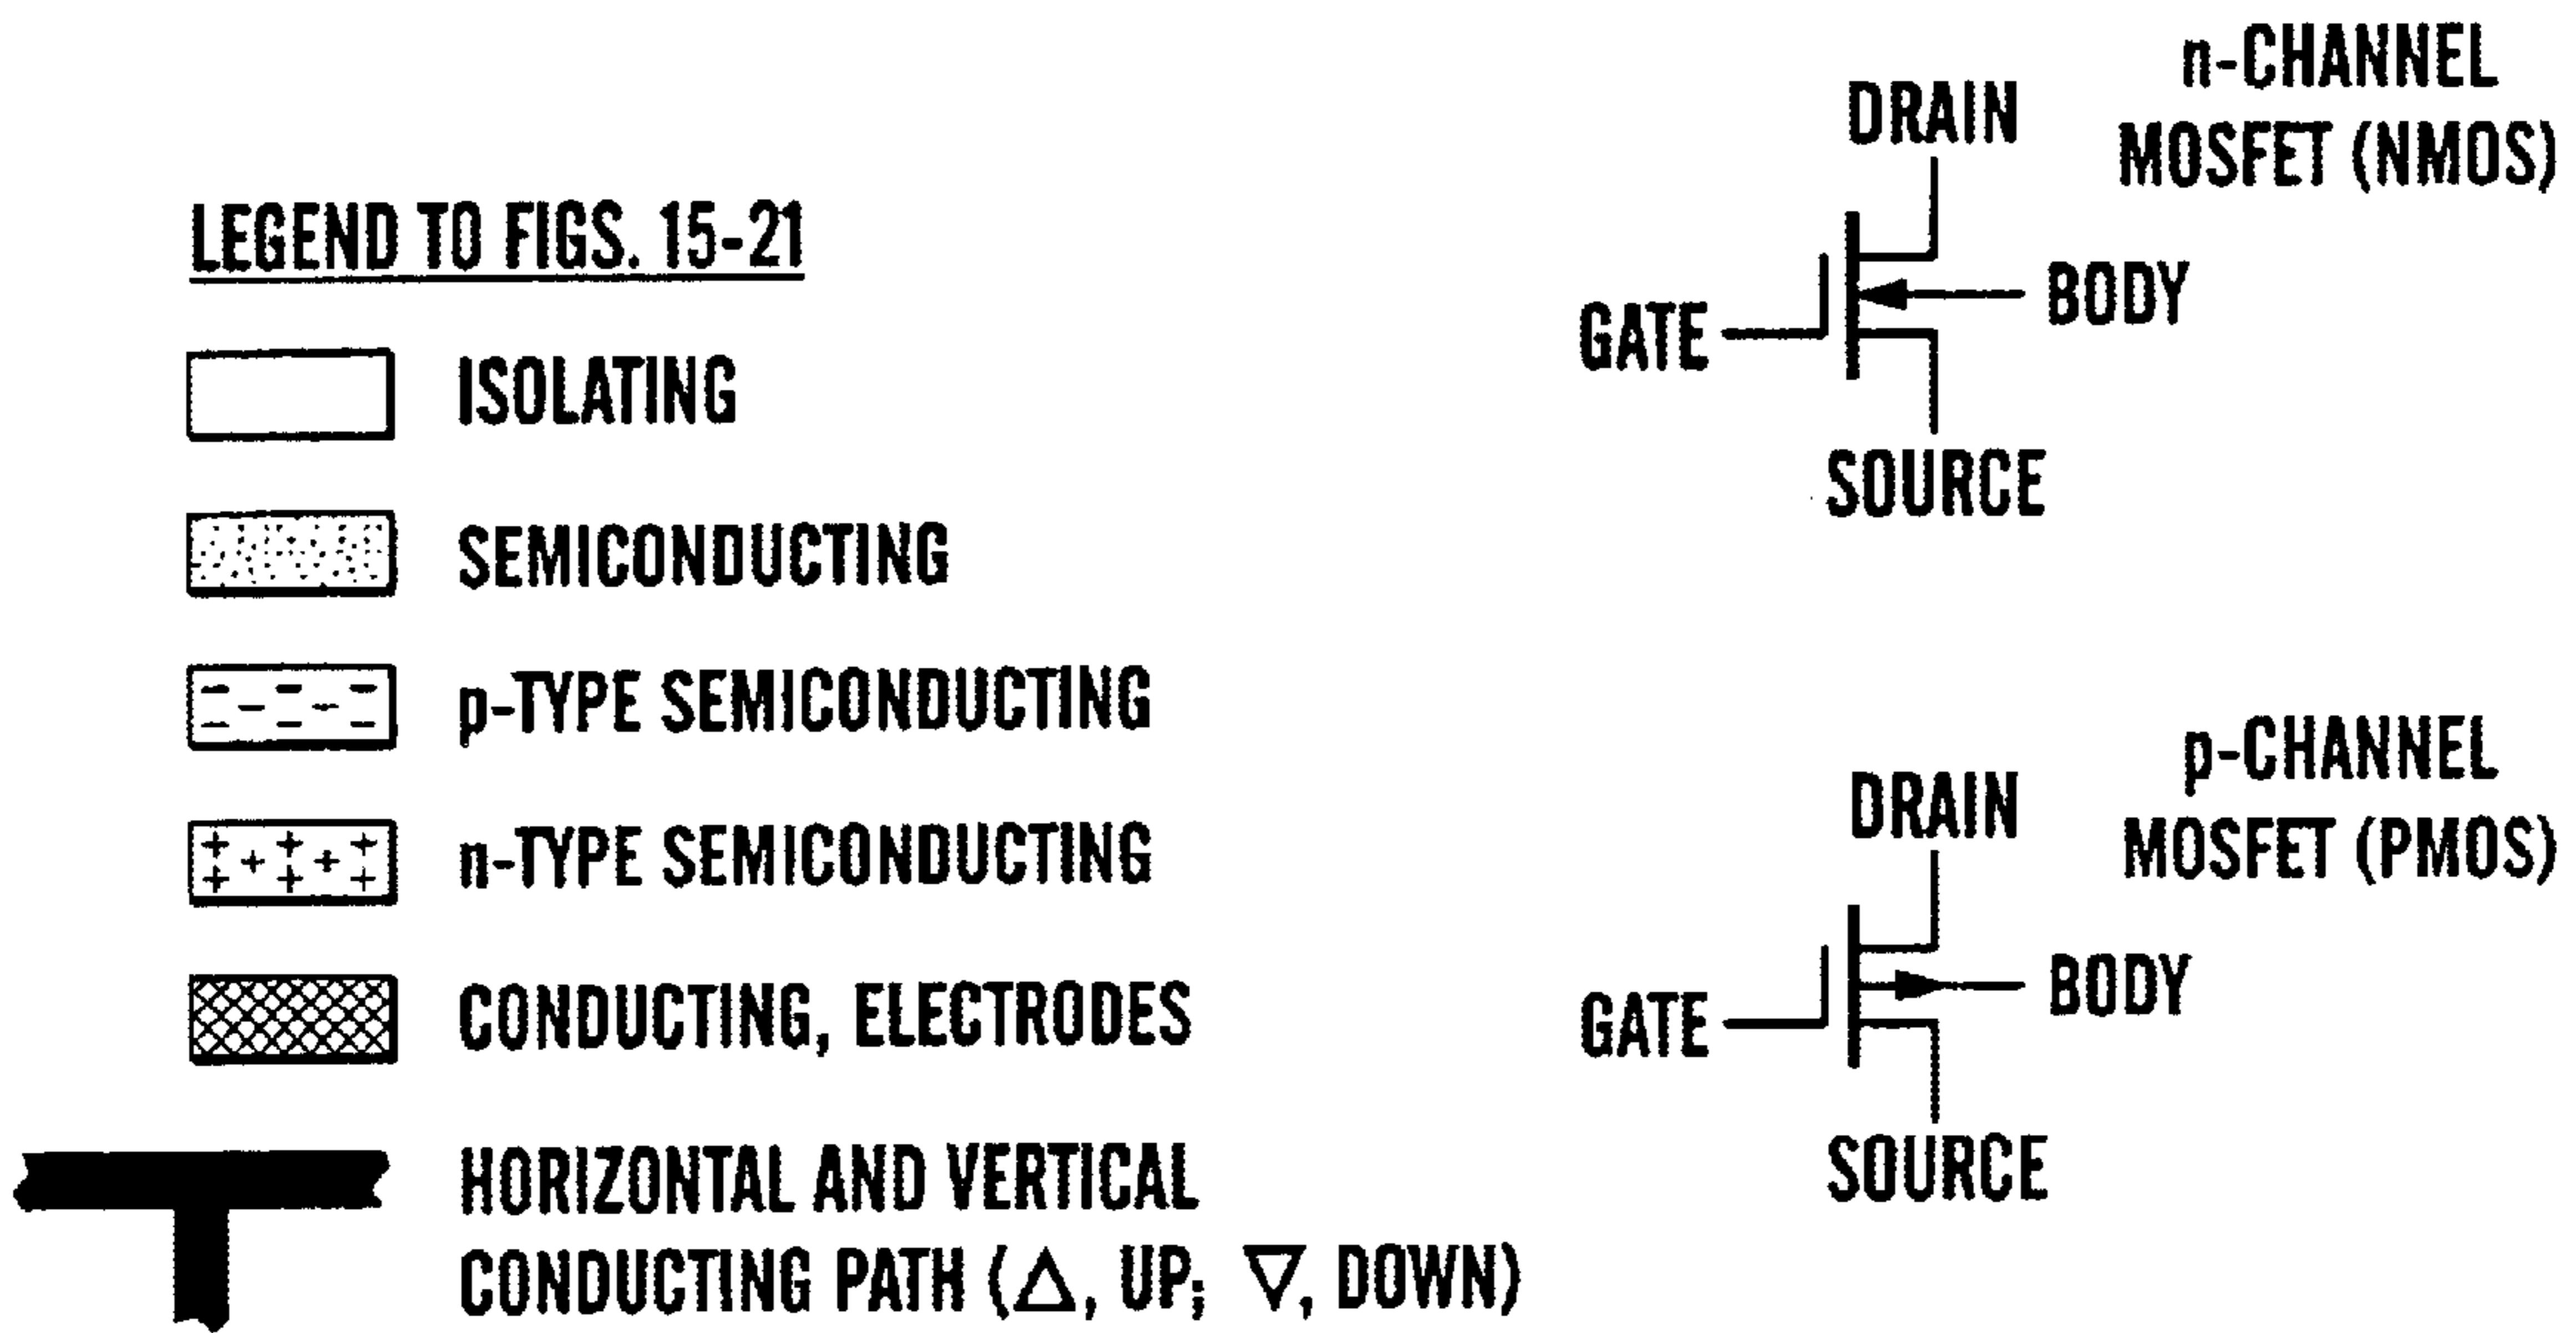 LEGEND TO FIGS. 15-21
ISOLATING
SEMICONDUCTING
p-TYPE SEMICONDUCTING
n-TYPE SEMICONDUCTING
CONDUCTING, ELECTRODES
HORIZONTAL AND VERTICAL
CONDUCTING PATH (△, UP; ▽, DOWN)
n-CHANNEL
MOSFET (NMOS)
DRAIN
BODY
GATE
SOURCE
p-CHANNEL
MOSFET (PMOS)
DRAIN
BODY
GATE
SOURCE